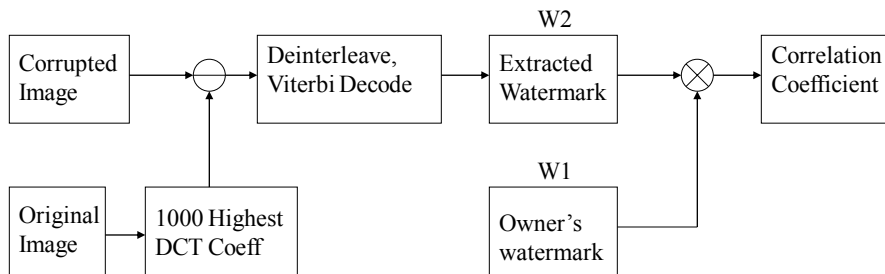 W2
Corrupted
Image
Deinterleave,
Viterbi Decode
Extracted
Watermark
Correlation
Coefficient
W1
Original
Image
1000 Highest
DCT Coeff
Owner's
watermark